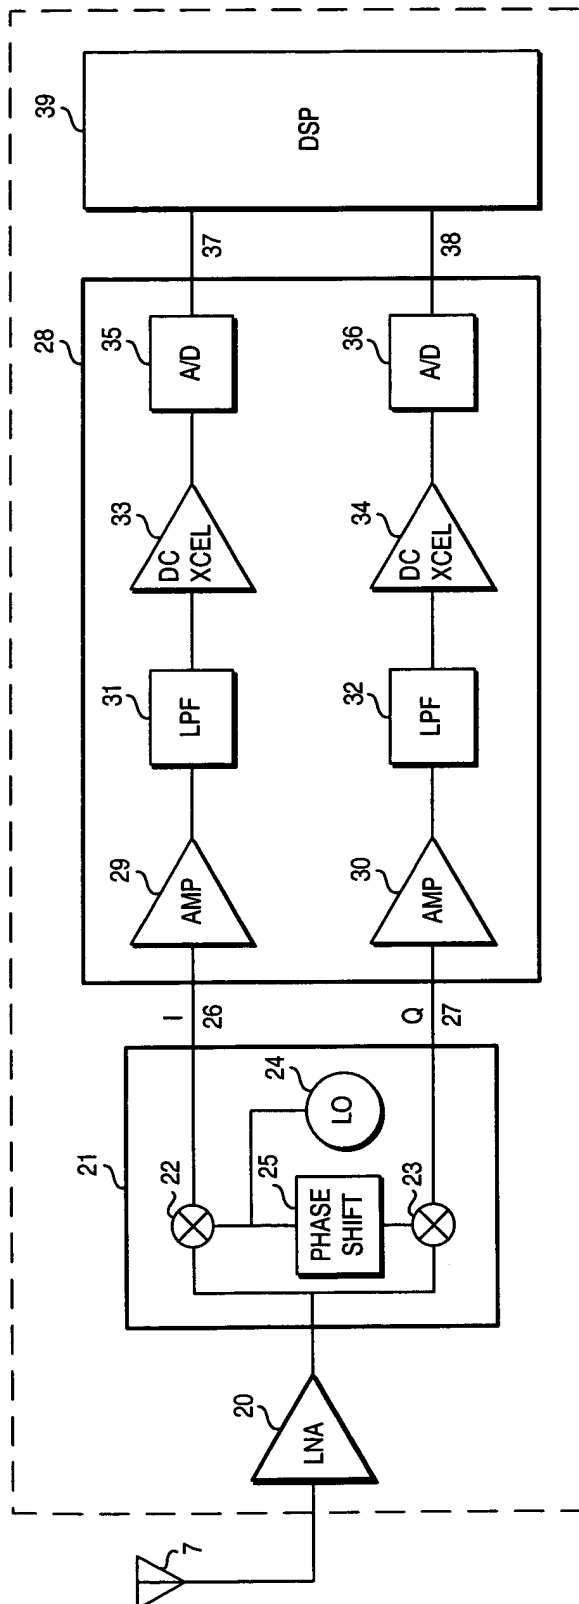 7
20
LNA
21
22
24
LO
25
PHASE
SHIFT
23
I
26
Q
27
28
29
AMP
31
LPF
33
DC
XCEL
35
A/D
30
AMP
32
LPF
34
DC
XCEL
36
A/D
37
38
39
DSP